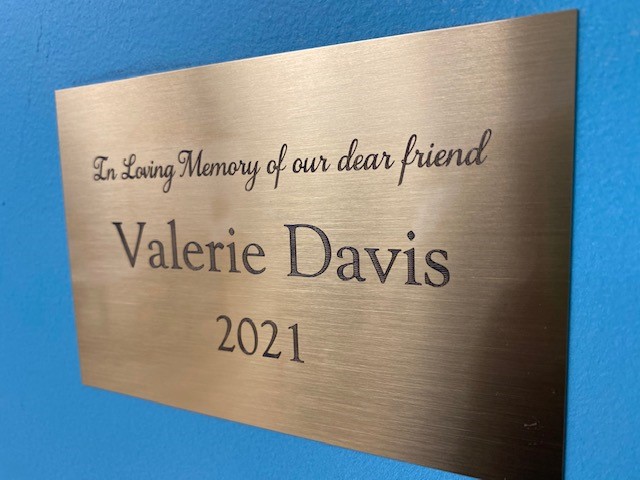 In Loving Memory of our dear friend
Valerie Davis
2021